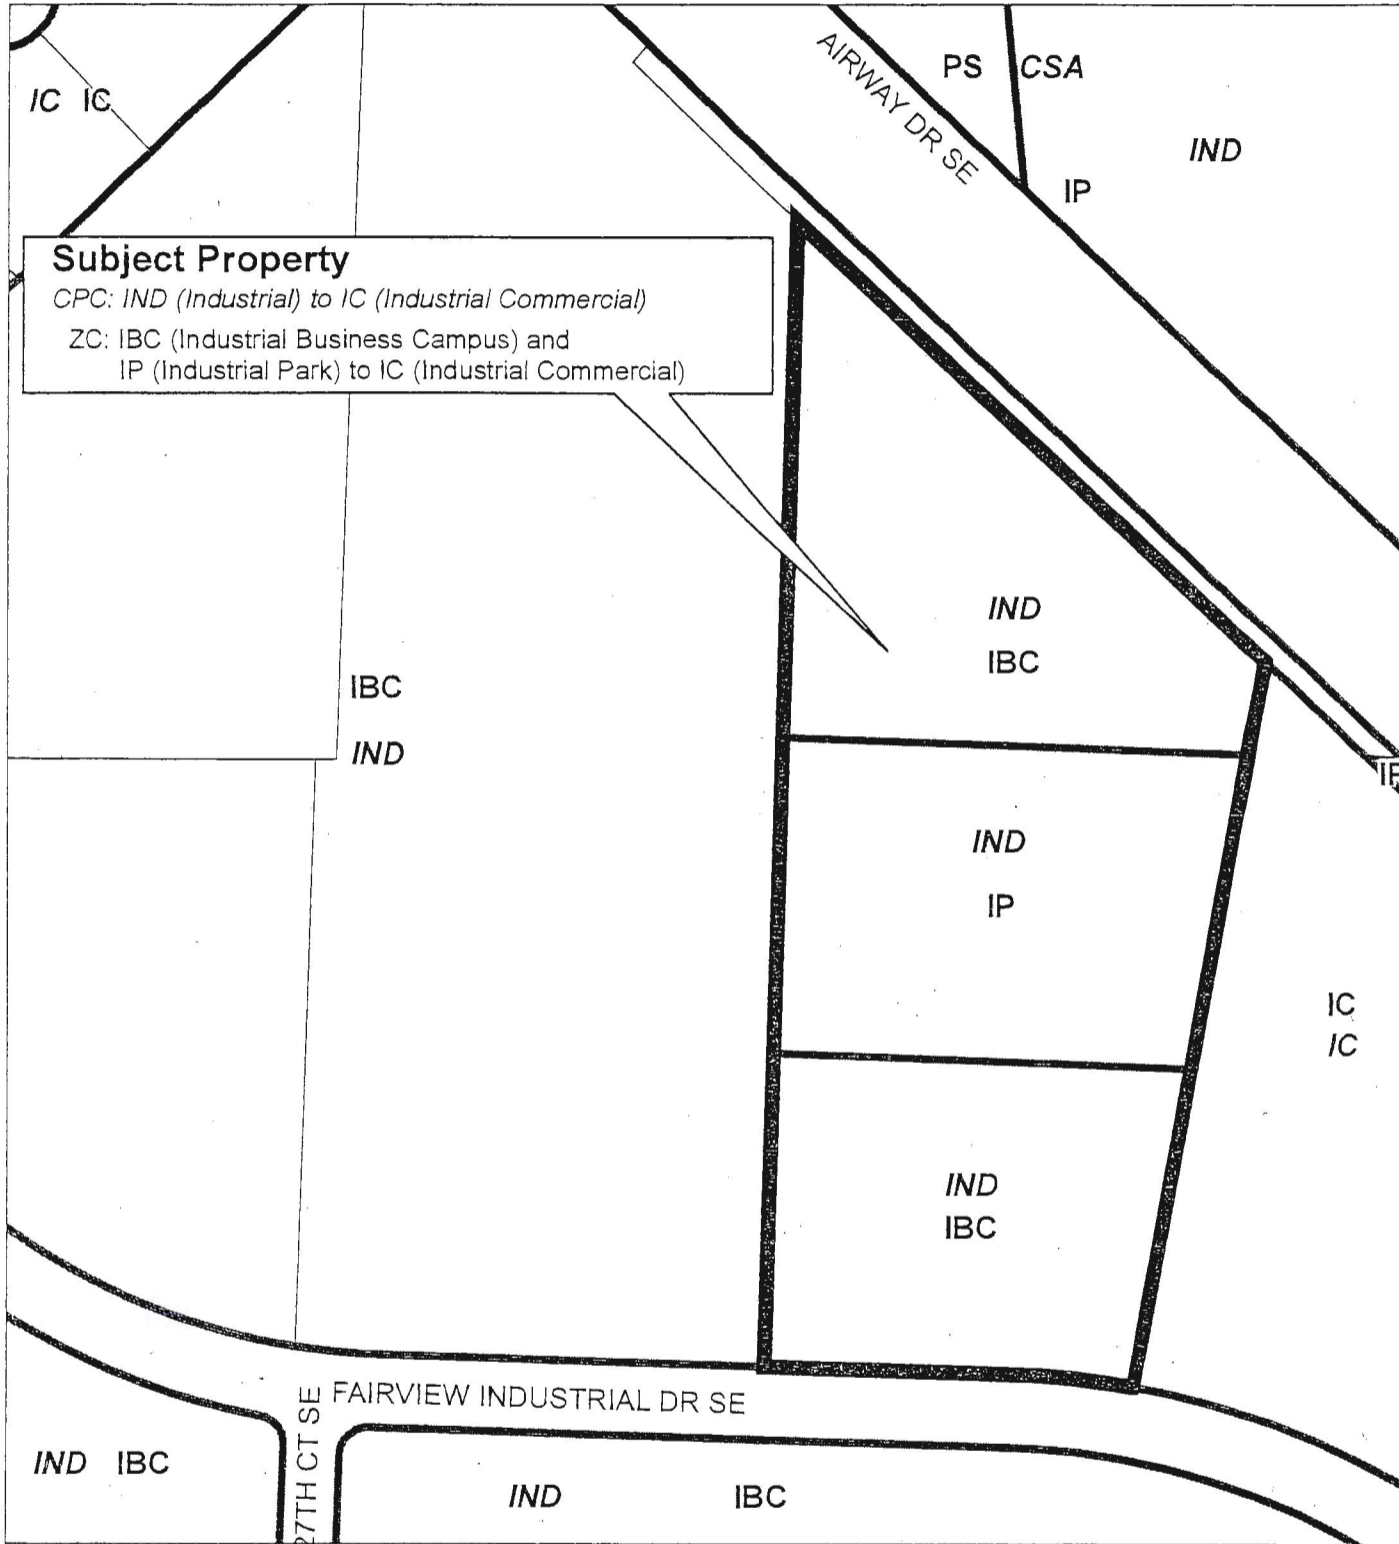 PS CSA
AIRWAY DR SE
IC IC
IND
IP
Subject Property
CPC: IND (Industrial) to IC (Industrial Commercial)
ZC: IBC (Industrial Business Campus) and
IP (Industrial Park) to IC (Industrial Commercial)
IND
IBC
IBC
IND
IP
IND
IP
IC
IC
IND
IBC
FAIRVIEW INDUSTRIAL DR SE
27TH CT SE
IND IBC
IND IBC